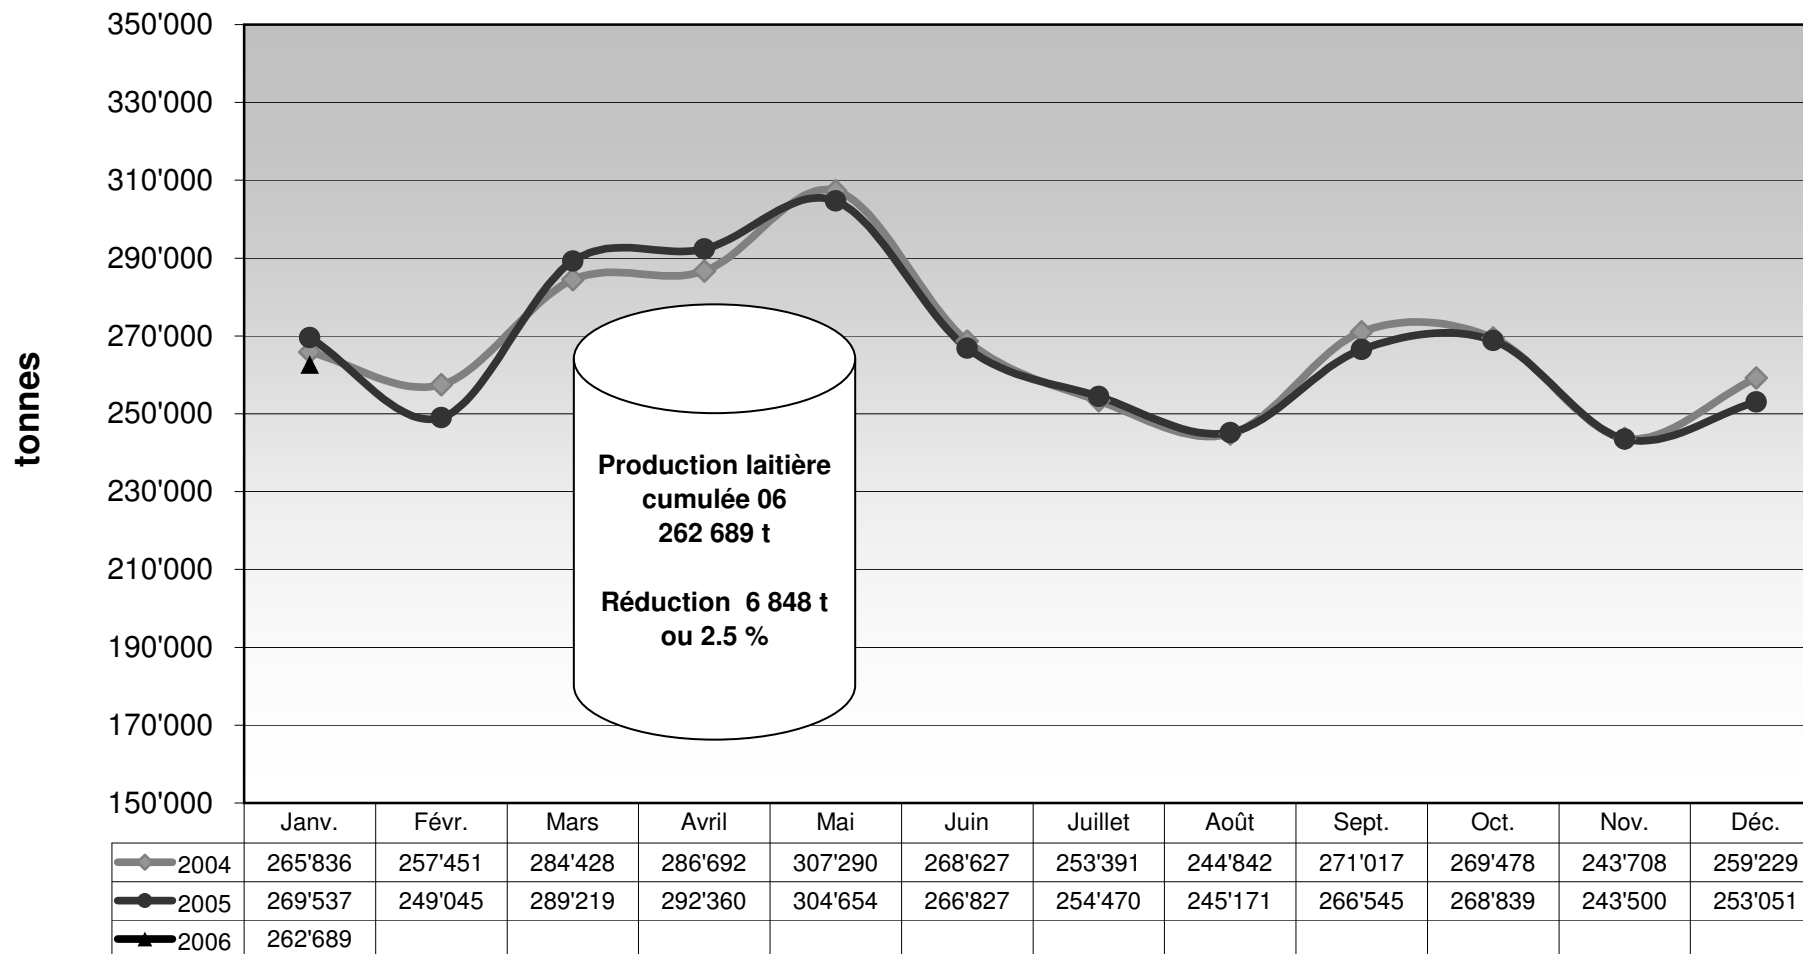 350'000
330'000
310'000
290'000
270'000
250'000
230'000
210'000
190'000
170'000
150'000
tonnes
Production laitière
cumulée 06
262 689 t
Réduction 6 848 t
ou 2.5 %
Janv. Févr. Mars Avril Mai Juin Juillet Août Sept. Oct. Nov. Déc.
2004 265'836 257'451 284'428 286'692 307'290 268'627 253'391 244'842 271'017 269'478 243'708 259'229
2005 269'537 249'045 289'219 292'360 304'654 266'827 254'470 245'171 266'545 268'839 243'500 253'051
2006 262'689